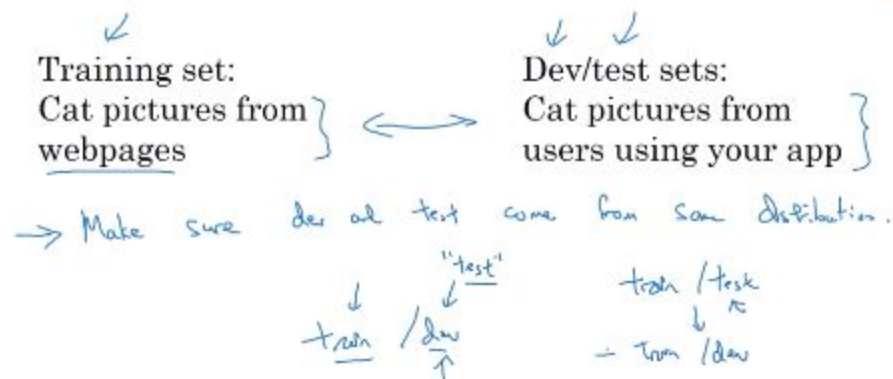 Training set:
Cat pictures from
webpages
Dev/test sets:
Cat pictures from
users using your app
Make sure dev and test come from same distribution.
"test"
train / dev
train / test
train / dev